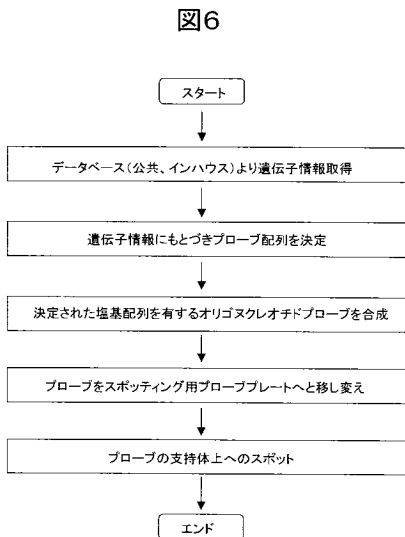 図6
スタート
データベース(公共、インハウス)より遺伝子情報取得
遺伝子情報にもとづきプローブ配列を決定
決定された塩基配列を有するオリゴヌクレオチドプローブを合成
プローブをスポッティング用プローブプレートへと移し変え
プローブの支持体上へのスポット
エンド